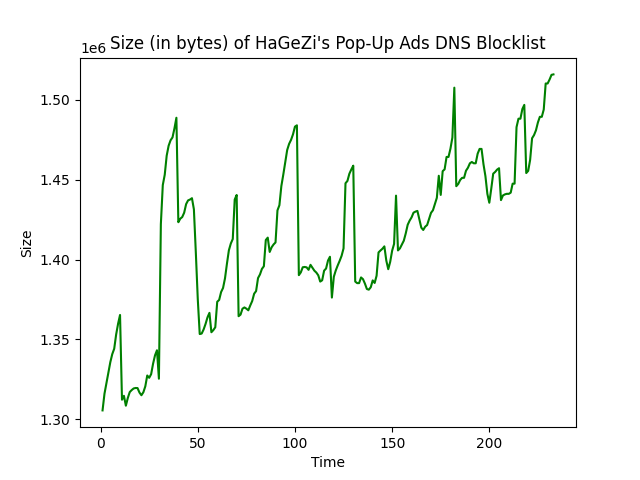 Size (in bytes) of HaGeZi's Pop-Up Ads DNS Blocklist
1e6
1.50
1.45
1.40
1.35
1.30
Size
0 50 100 150 200
Time